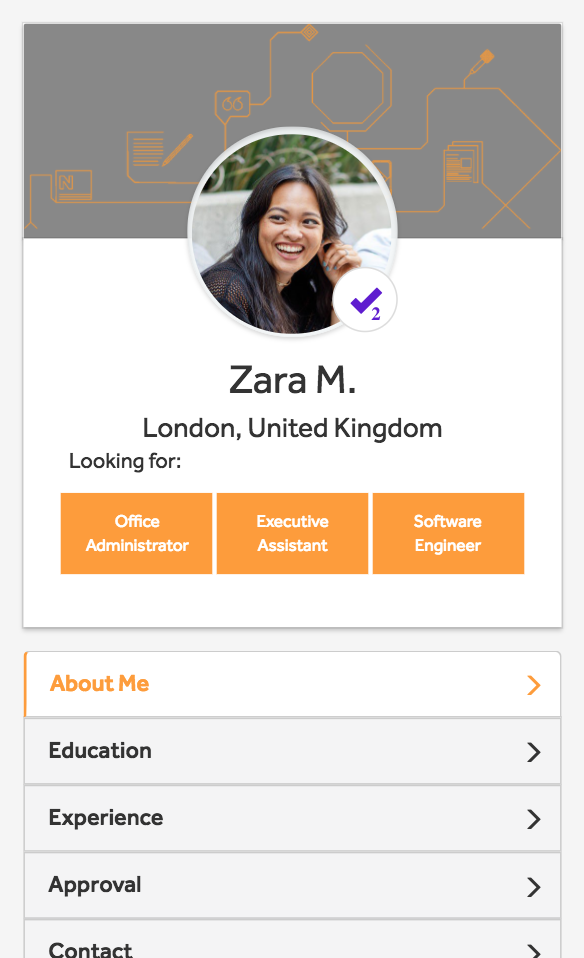 N
2
Zara M.
London, United Kingdom
Looking for:
Office
Administrator
Executive
Assistant
Software
Engineer
About Me
Education
Experience
Approval
Contact